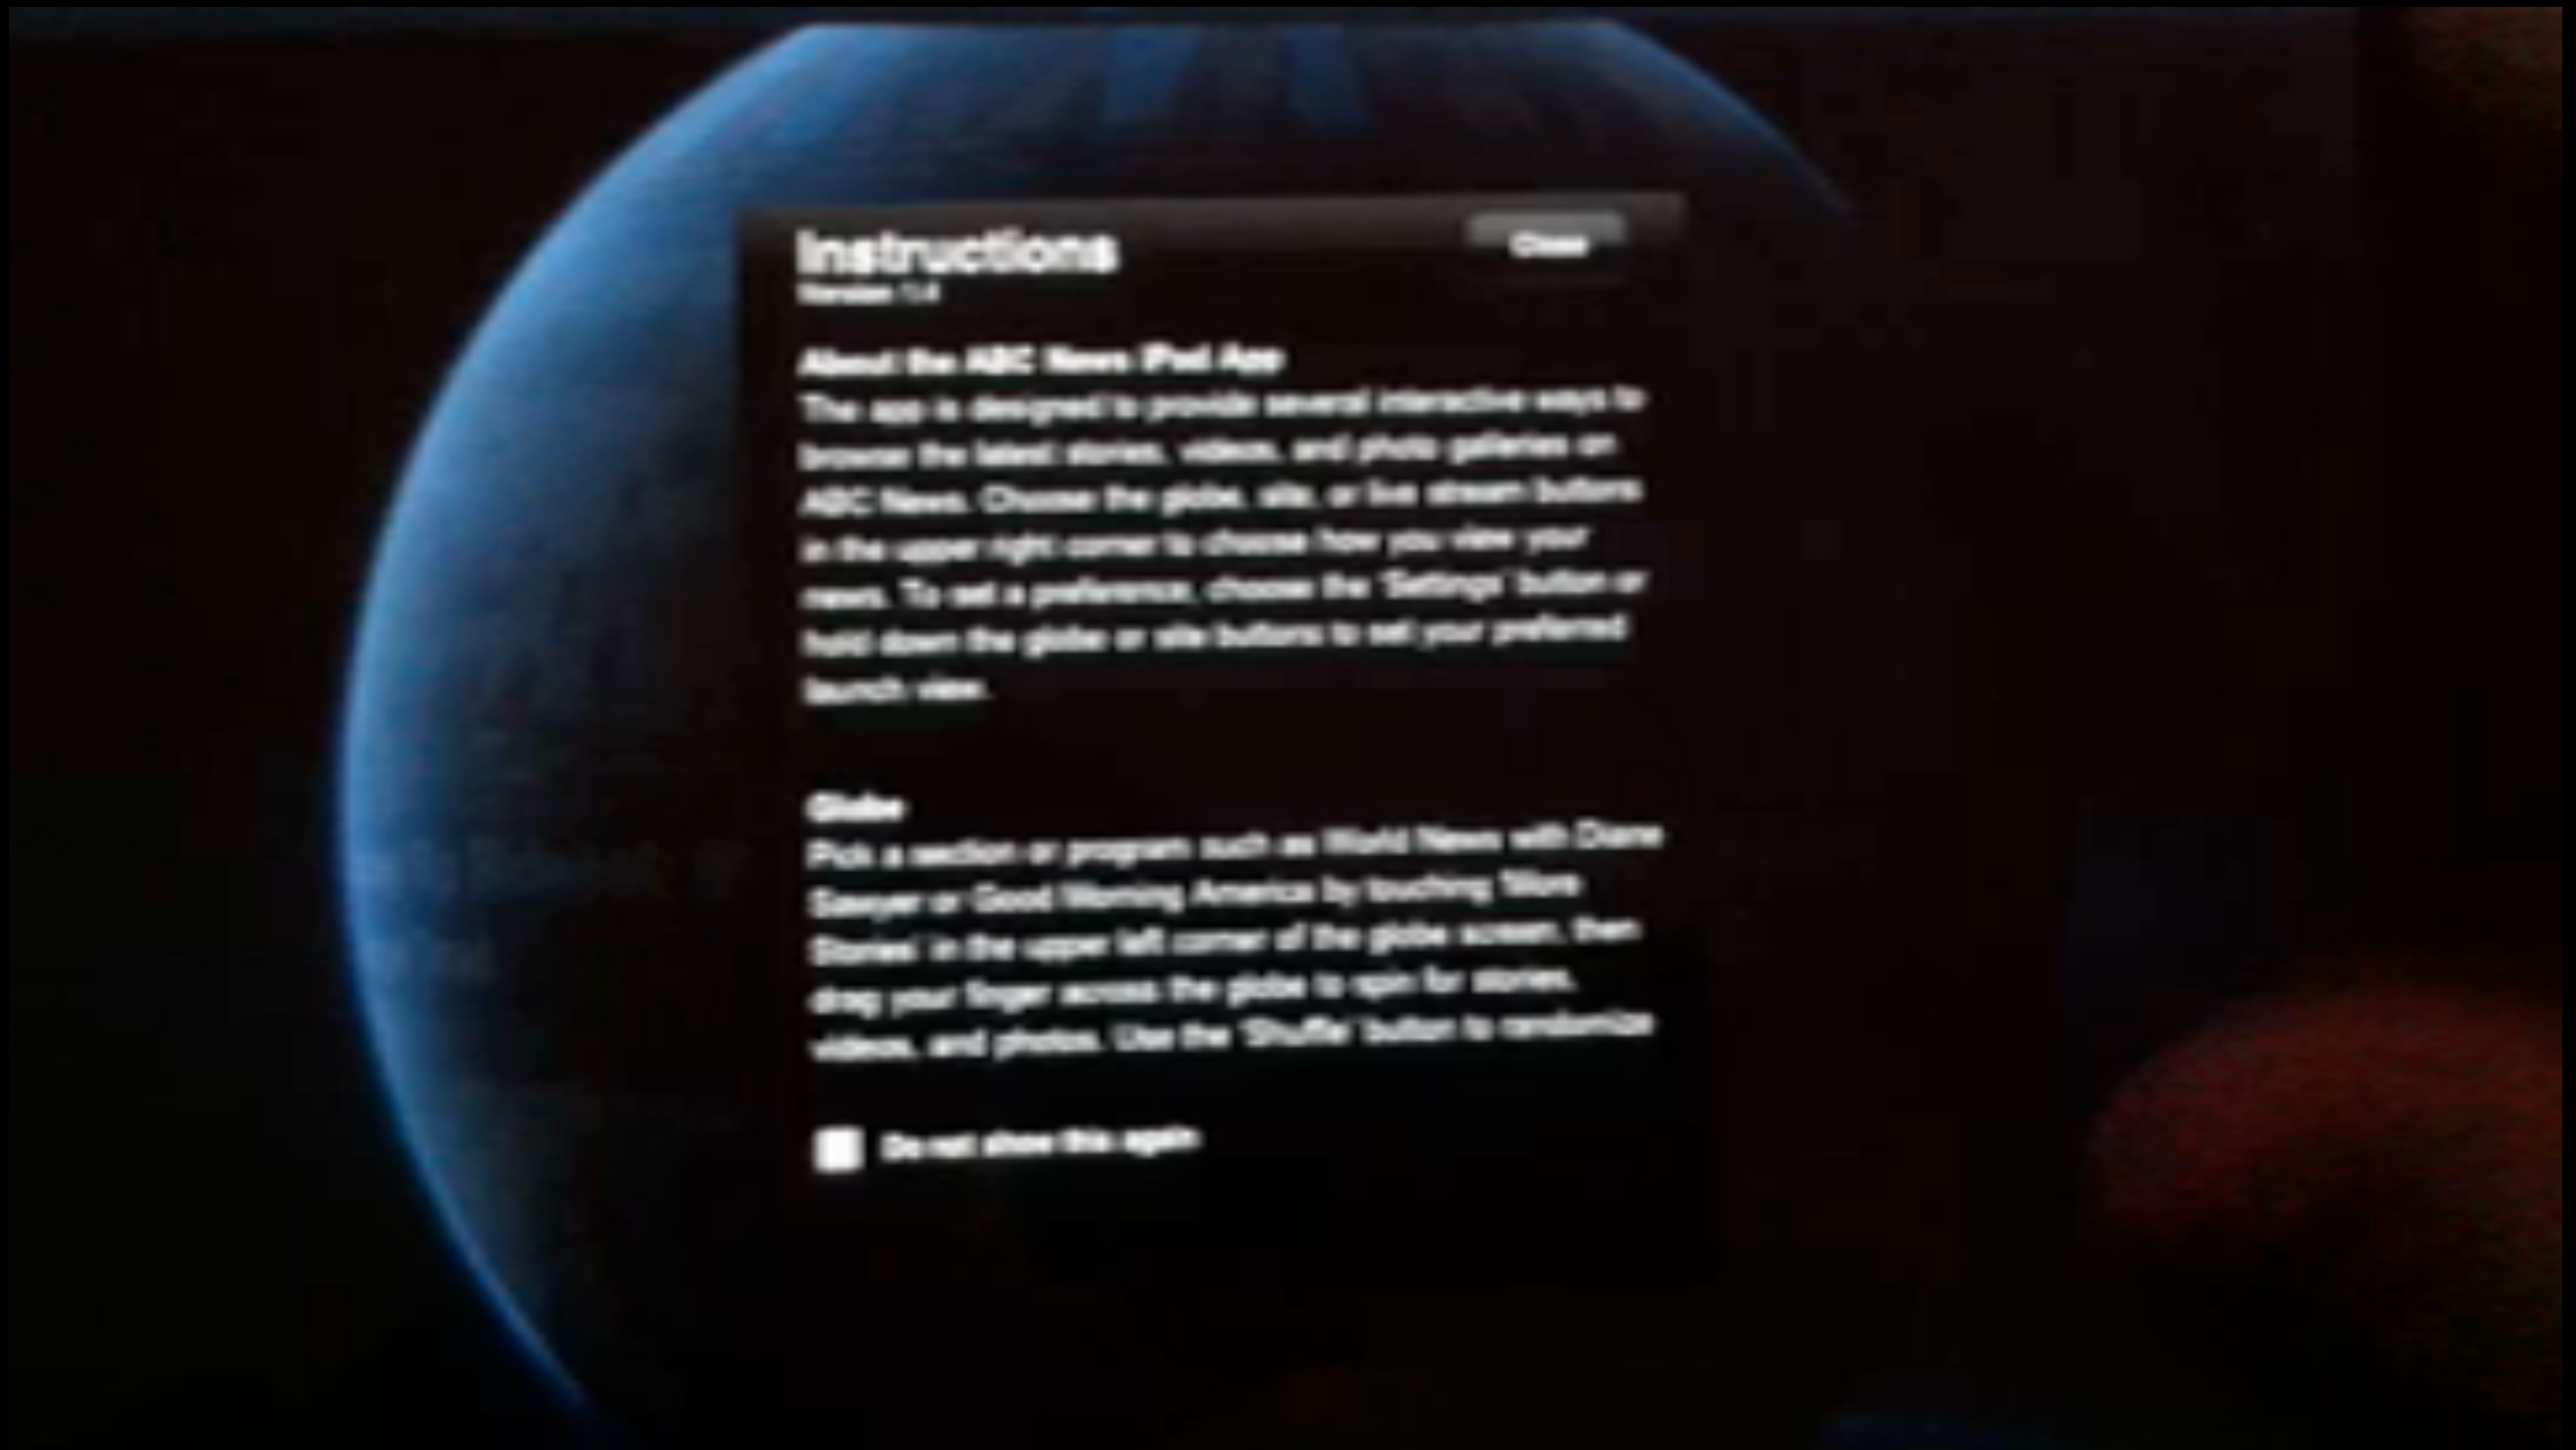 Instructions
Close
Version 1.4
About the ABC News iPad App
The app is designed to provide several interactive ways to
browse the latest stories, videos, and photo galleries on
ABC News. Choose the globe, site, or live stream buttons
in the upper right corner to choose how you view your
news. To set a preference, choose the 'Settings' button or
hold down the globe or site buttons to set your preferred
launch view.
Globe
Pick a section or program such as World News with Diane
Sawyer or Good Morning America by touching 'More
Stories' in the upper left corner of the globe screen, then
drag your finger across the globe to spin for stories,
videos, and photos. Use the 'Shuffle' button to randomize
Do not show this again